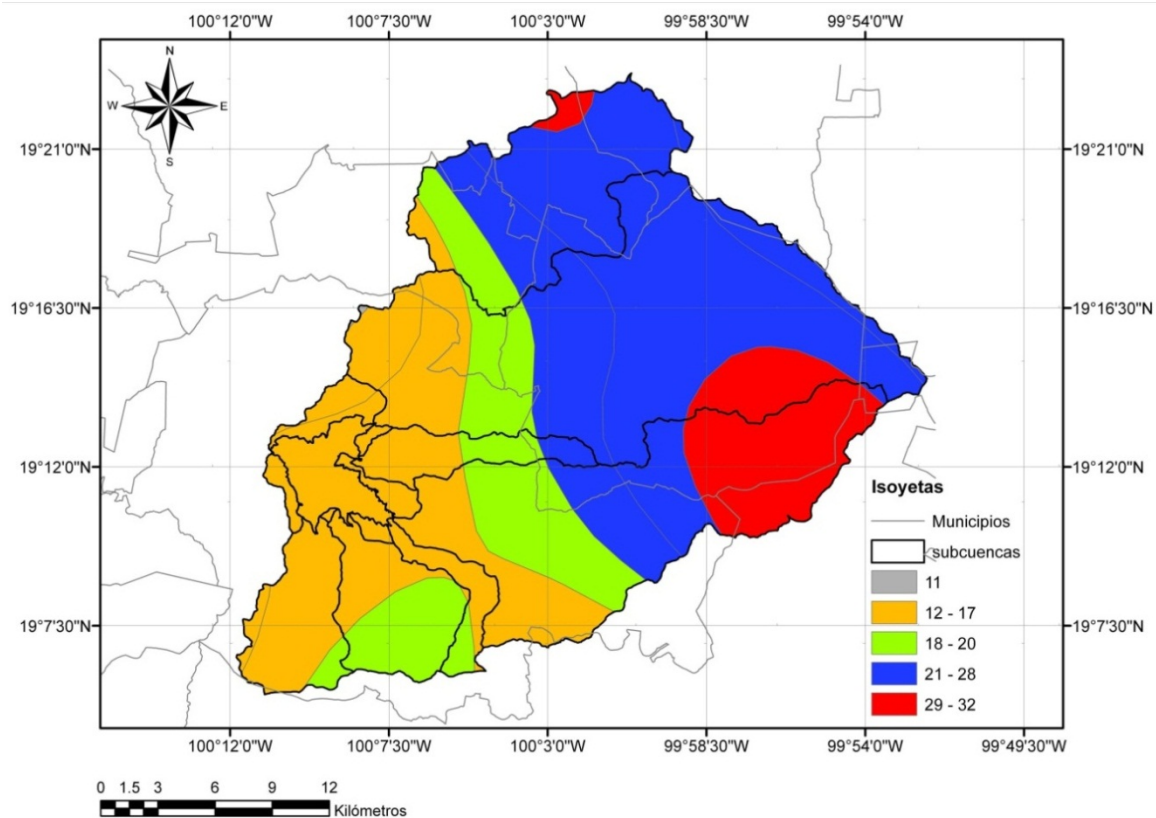 100°12'0"W 100°7'30"W 100°3'0"W 99°58'30"W 99°54'0"W
N
W E
S
19°21'0"N 19°21'0"N
19°16'30"N 19°16'30"N
19°12'0"N 19°12'0"N
Isoyetas
Municipios
subcuencas
11
12 - 17
19°7'30"N 19°7'30"N
18 - 20
21 - 28
29 - 32
100°12'0"W 100°7'30"W 100°3'0"W 99°58'30"W 99°54'0"W 99°49'30"W
0 1.5 3 6 9 12
Kilómetros